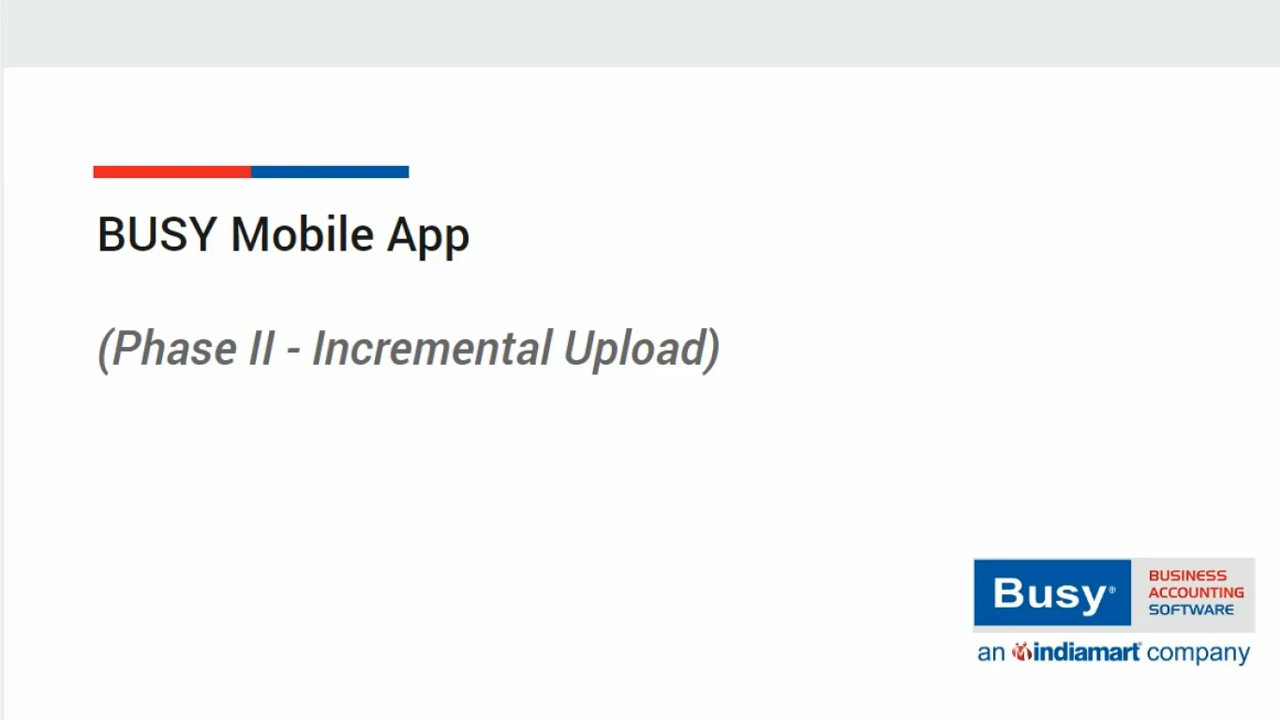 BUSY Mobile App
(Phase II - Incremental Upload)
Busy®
BUSINESS
ACCOUNTING
SOFTWARE
an indiamart company